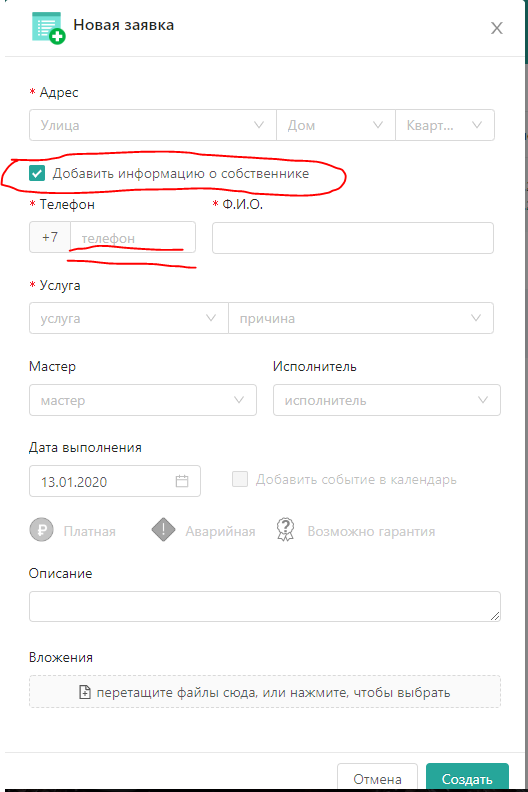 Новая заявка
* Адрес
Улица Дом Кварт...
Добавить информацию о собственнике
* Телефон * Ф.И.О.
+7 телефон
* Услуга
услуга причина
Мастер Исполнитель
мастер исполнитель
Дата выполнения
13.01.2020 Добавить событие в календарь
Платная Аварийная Возможно гарантия
Описание
Вложения
перетащите файлы сюда, или нажмите, чтобы выбрать
Отмена Создать